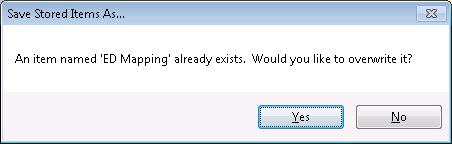 Save Stored Items As...
An item named 'ED Mapping' already exists.  Would you like to overwrite it?
Yes
No